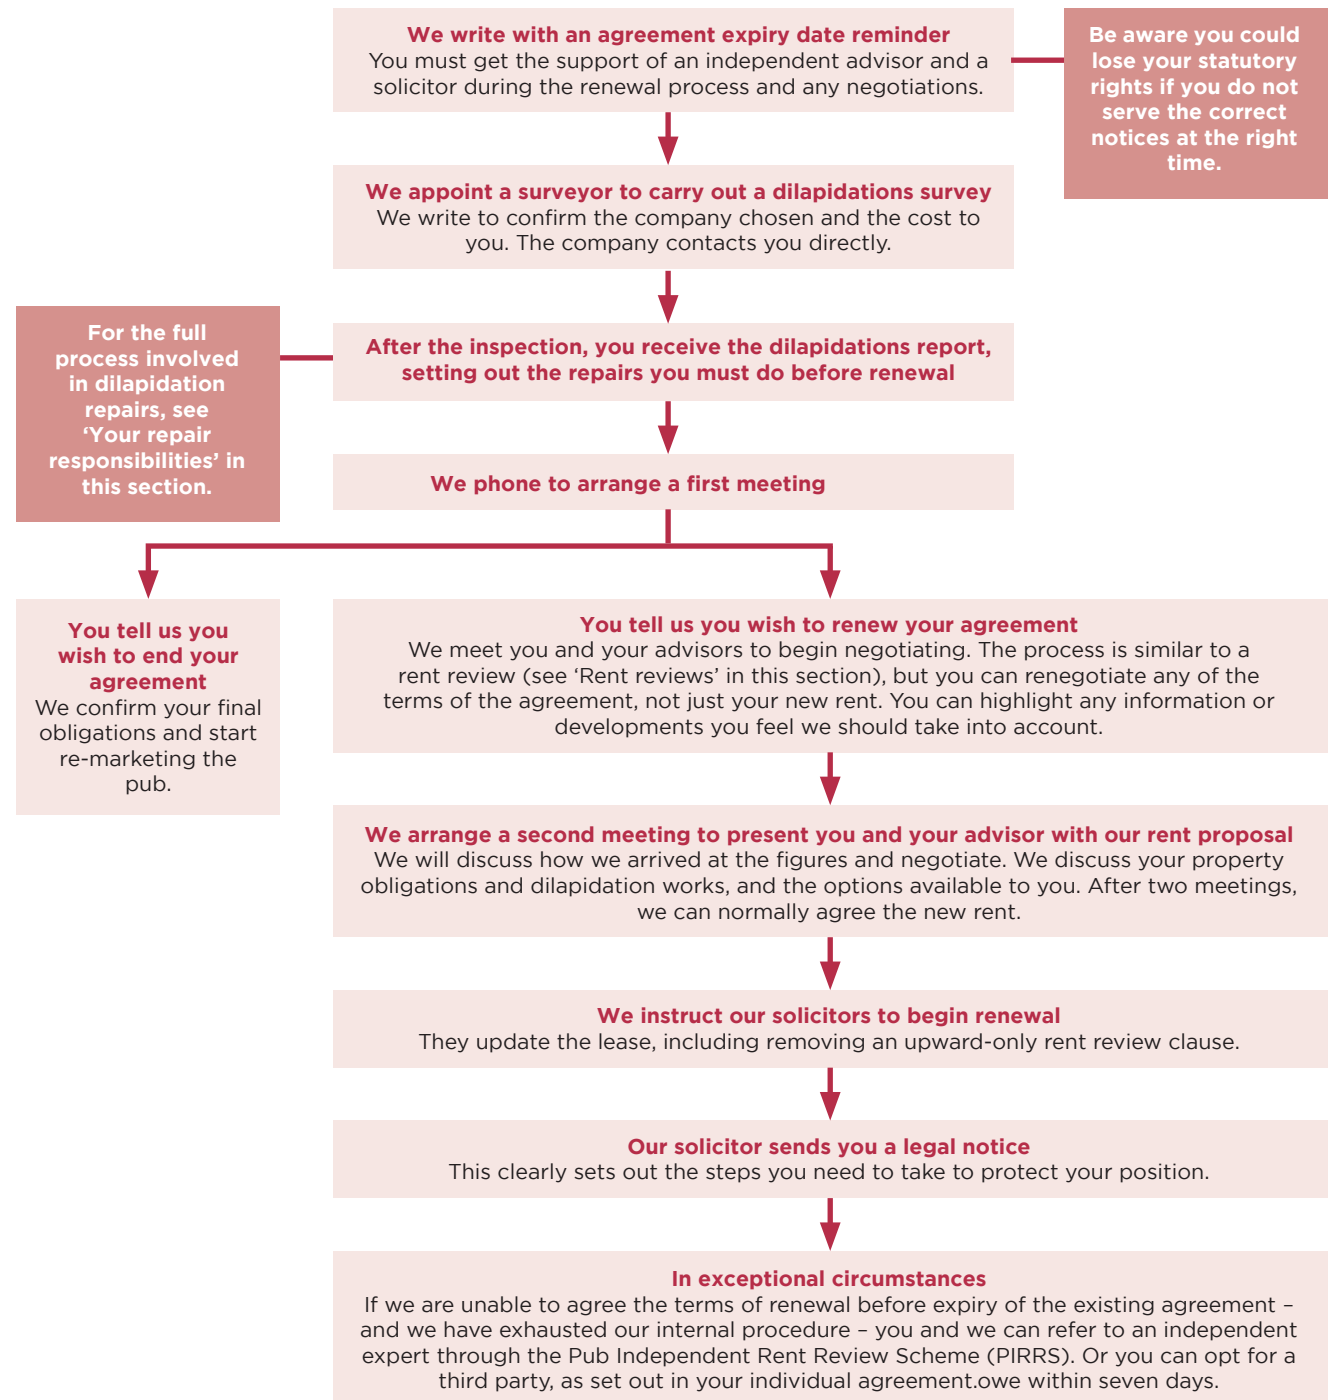 We write with an agreement expiry date reminder
You must get the support of an independent advisor and a
solicitor during the renewal process and any negotiations.
Be aware you could
lose your statutory
rights if you do not
serve the correct
notices at the right
time.
We appoint a surveyor to carry out a dilapidations survey
We write to confirm the company chosen and the cost to
you. The company contacts you directly.
For the full
process involved
in dilapidation
repairs, see
‘Your repair
responsibilities’ in
this section.
After the inspection, you receive the dilapidations report,
setting out the repairs you must do before renewal
We phone to arrange a first meeting
You tell us you
wish to end your
agreement
We confirm your final
obligations and start
re-marketing the
pub.
You tell us you wish to renew your agreement
We meet you and your advisors to begin negotiating. The process is similar to a
rent review (see ‘Rent reviews’ in this section), but you can renegotiate any of the
terms of the agreement, not just your new rent. You can highlight any information or
developments you feel we should take into account.
We arrange a second meeting to present you and your advisor with our rent proposal
We will discuss how we arrived at the figures and negotiate. We discuss your property
obligations and dilapidation works, and the options available to you. After two meetings,
we can normally agree the new rent.
We instruct our solicitors to begin renewal
They update the lease, including removing an upward-only rent review clause.
Our solicitor sends you a legal notice
This clearly sets out the steps you need to take to protect your position.
In exceptional circumstances
If we are unable to agree the terms of renewal before expiry of the existing agreement –
and we have exhausted our internal procedure – you and we can refer to an independent
expert through the Pub Independent Rent Review Scheme (PIRRS). Or you can opt for a
third party, as set out in your individual agreement.owe within seven days.